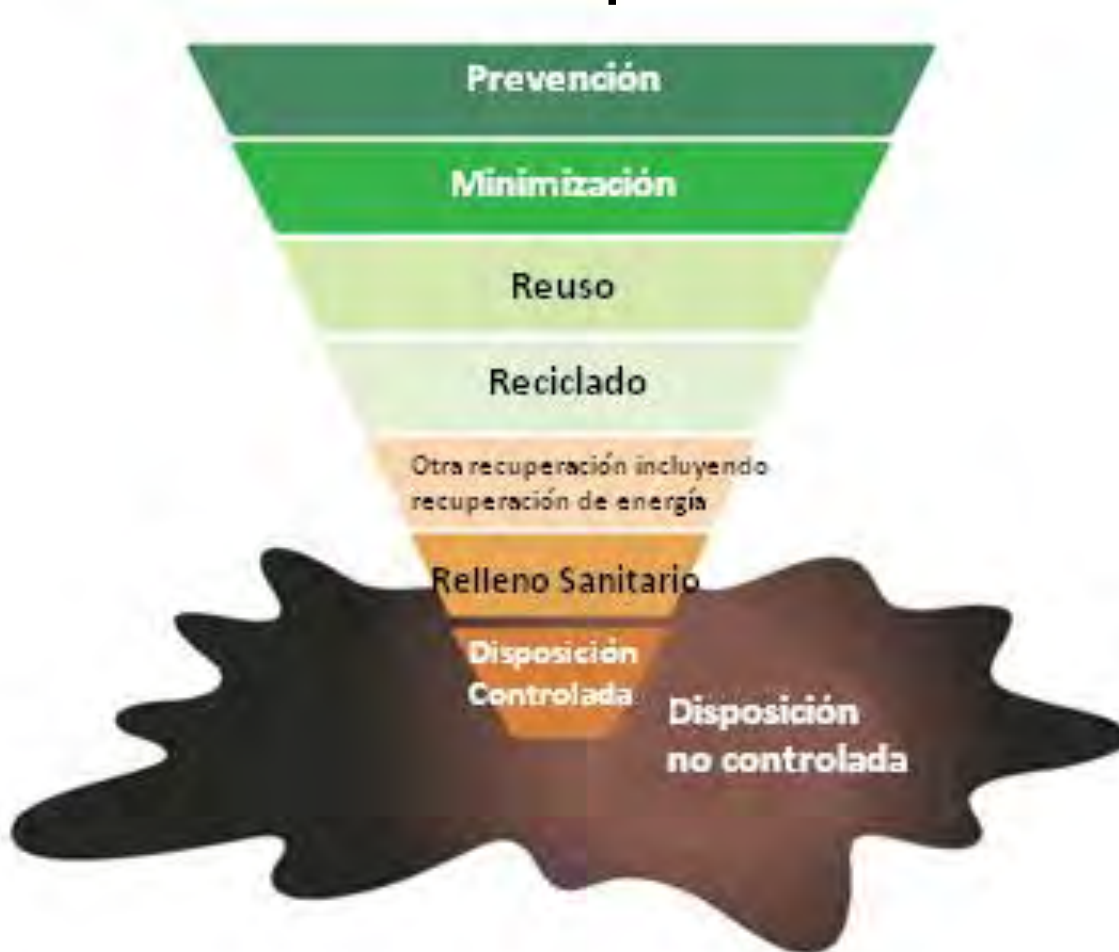 Prevención
Minimización
Reuso
Reciclado
Otra recuperación incluyendo
recuperación de energía
Relleno Sanitario
Disposición
Controlada
Disposición
no controlada